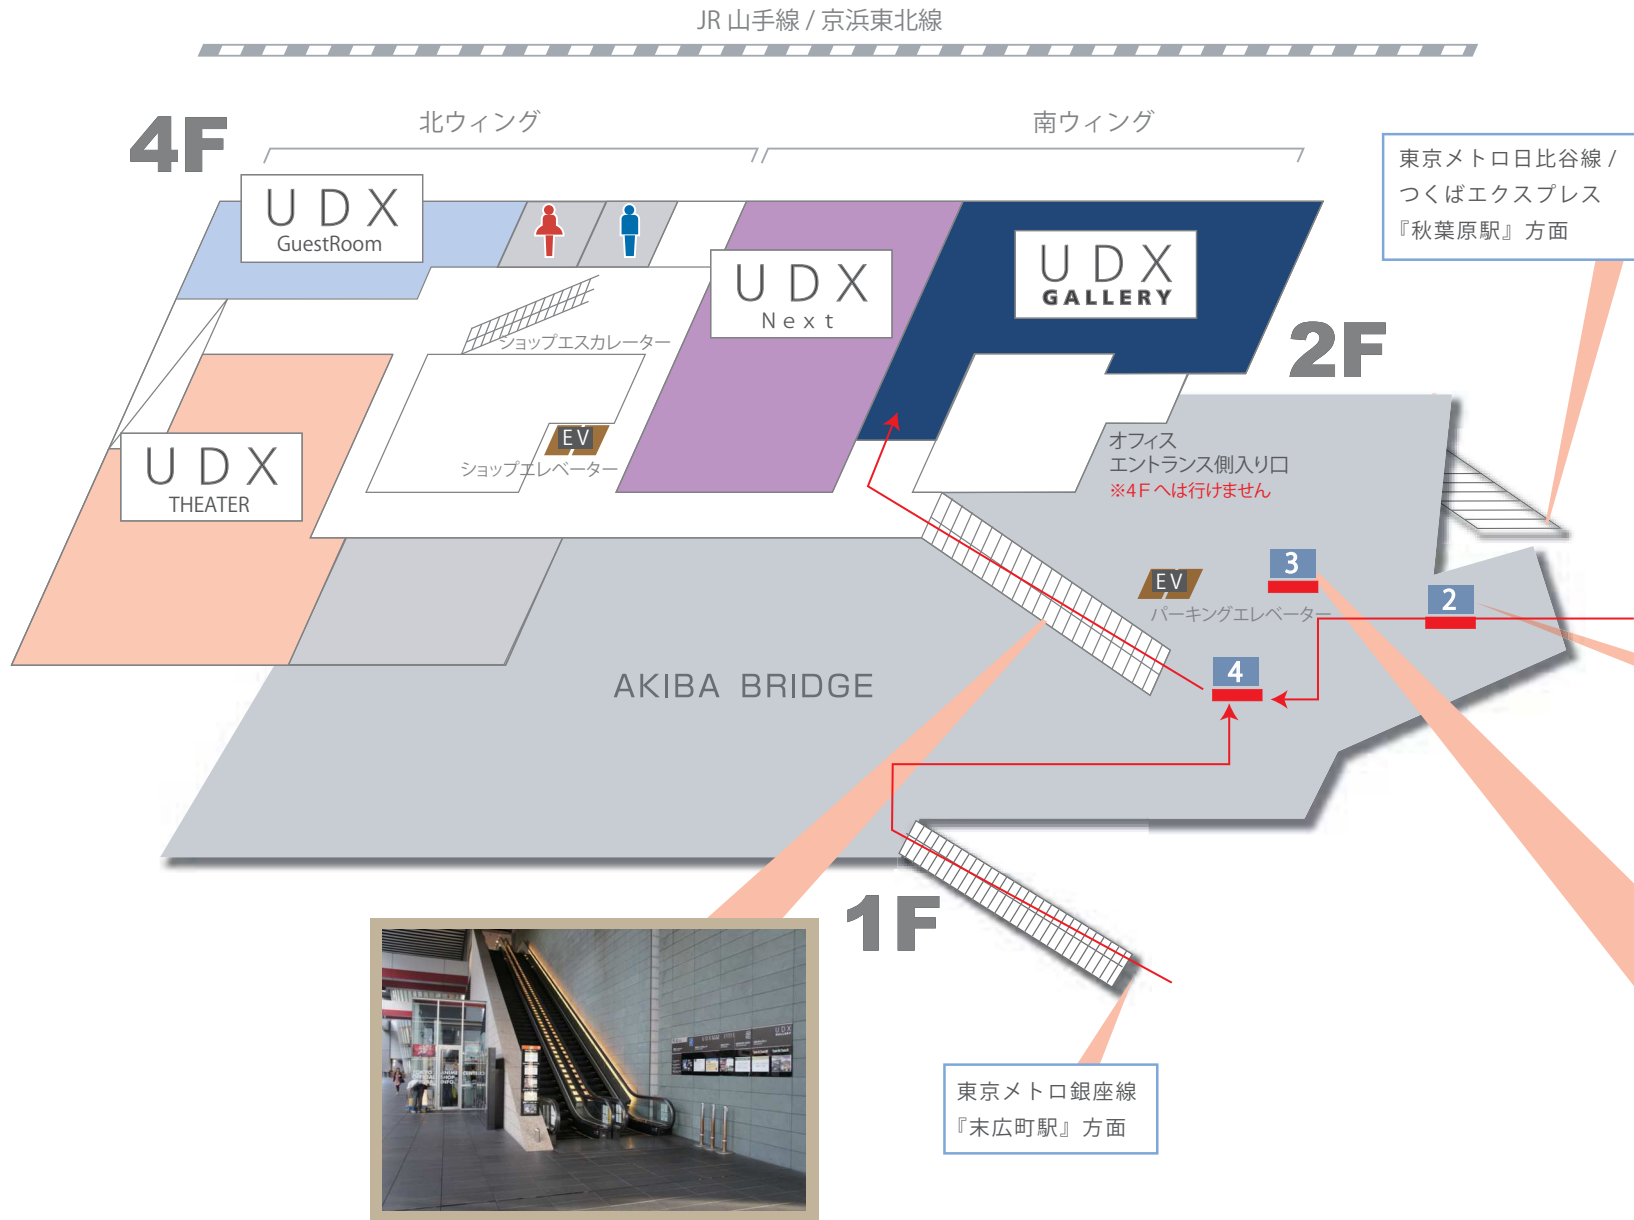 JR 山手線 / 京浜東北線
4F
北ウィング
南ウィング
東京メトロ日比谷線 /
つくばエクスプレス
『秋葉原駅』方面
UDX
GuestRoom
UDX
Next
UDX
GALLERY
2F
ショップエスカレーター
EV
ショップエレベーター
UDX
THEATER
オフィス
エントランス側入り口
※4F へは行けません
3
EV
パーキングエレベーター
2
4
AKIBA BRIDGE
1F
UDX
東京メトロ銀座線
『末広町駅』方面